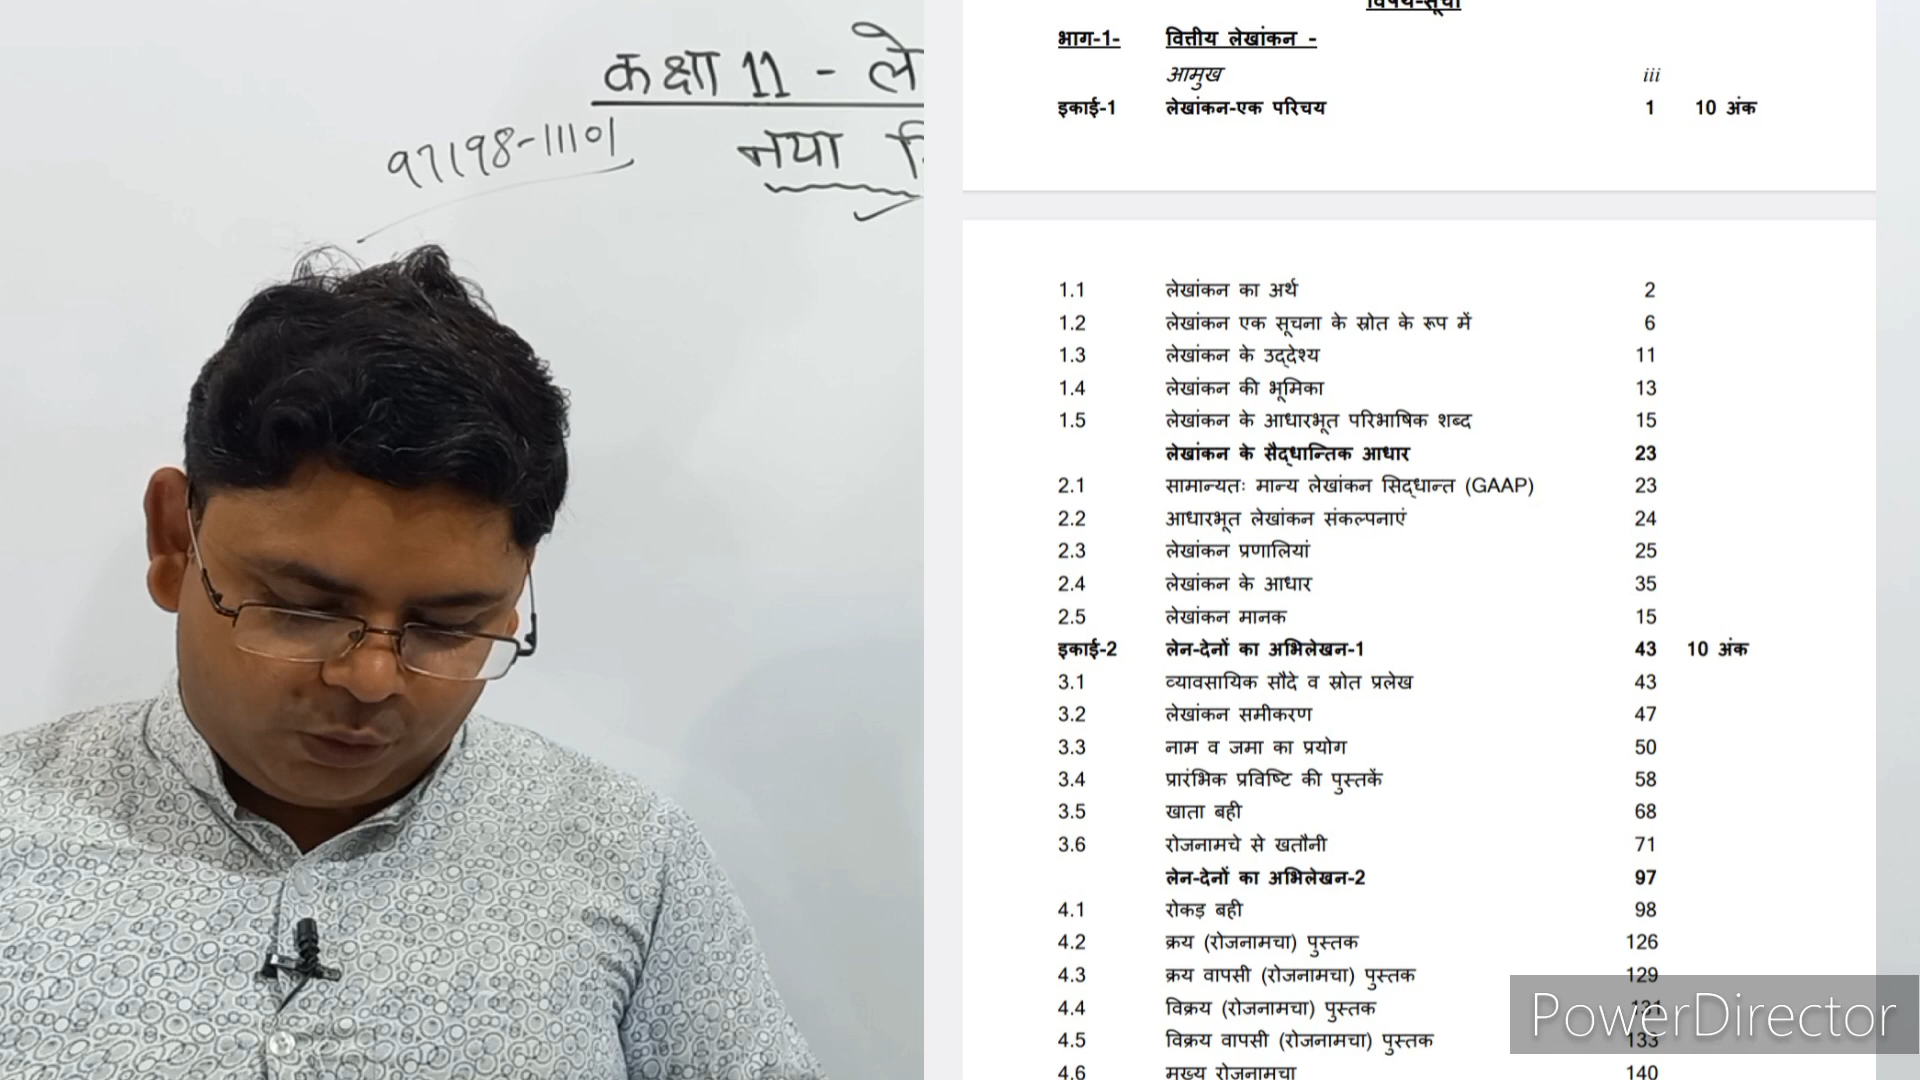 कक्षा 11 - ले
97198-11101
नया
विषय-सूची
भाग-1- वित्तीय लेखांकन -
आमुख iii
इकाई-1 लेखांकन-एक परिचय 1 10 अंक
1.1 लेखांकन का अर्थ 2
1.2 लेखांकन एक सूचना के स्रोत के रूप में 6
1.3 लेखांकन के उद्देश्य 11
1.4 लेखांकन की भूमिका 13
1.5 लेखांकन के आधारभूत परिभाषिक शब्द 15
लेखांकन के सैद्धान्तिक आधार 23
2.1 सामान्यतः मान्य लेखांकन सिद्धान्त (GAAP) 23
2.2 आधारभूत लेखांकन संकल्पनाएं 24
2.3 लेखांकन प्रणालियां 25
2.4 लेखांकन के आधार 35
2.5 लेखांकन मानक 15
इकाई-2 लेन-देनों का अभिलेखन-1 43 10 अंक
3.1 व्यावसायिक सौदे व स्रोत प्रलेख 43
3.2 लेखांकन समीकरण 47
3.3 नाम व जमा का प्रयोग 50
3.4 प्रारंभिक प्रविष्टि की पुस्तकें 58
3.5 खाता बही 68
3.6 रोजनामचे से खतौनी 71
लेन-देनों का अभिलेखन-2 97
4.1 रोकड़ बही 98
4.2 क्रय (रोजनामचा) पुस्तक 126
4.3 क्रय वापसी (रोजनामचा) पुस्तक 129
4.4 विक्रय (रोजनामचा) पुस्तक 131
4.5 विक्रय वापसी (रोजनामचा) पुस्तक 133
4.6 मुख्य रोजनामचा 140
PowerDirector